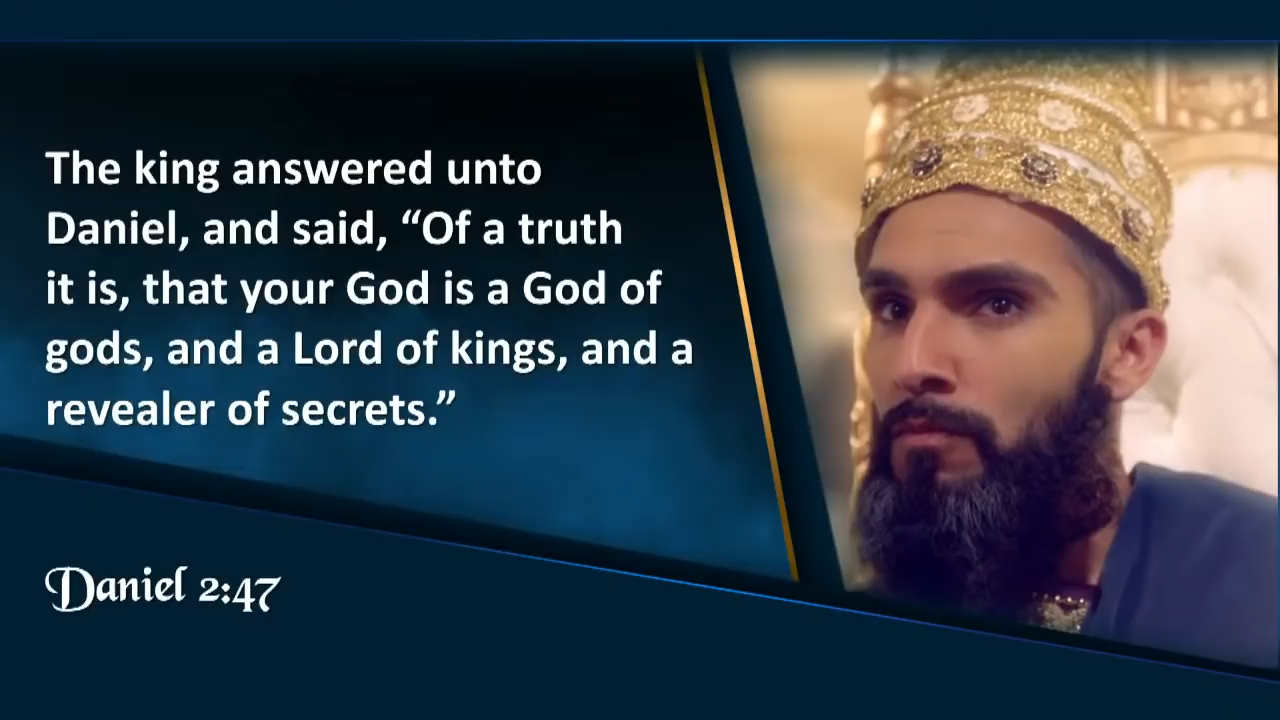 The king answered unto
Daniel, and said, “Of a truth
it is, that your God is a God of
gods, and a Lord of kings, and a
revealer of secrets.”
Daniel 2:47